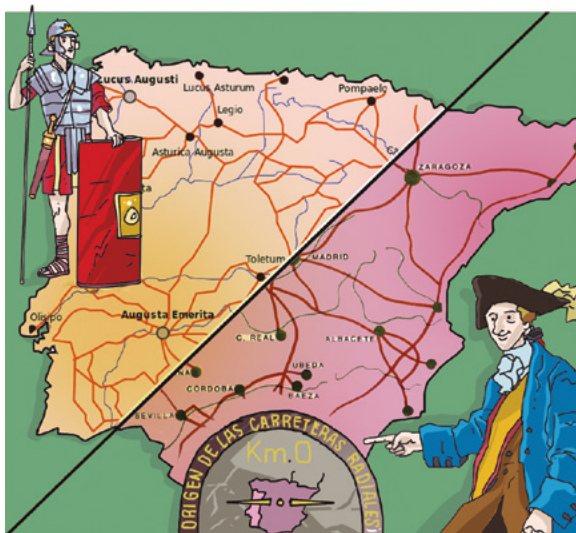 Lucus Augusti
Lucus Asturum
Pompaelo
Legio
Asturica Augusta
ZARAGOZA
Toletum
MADRID
Olisipo
Augusta Emerita
C. REAL
ALBACETE
UBEDA
CORDOBA
BAEZA
SEVILLA
ORIGEN DE LAS CARRETERAS RADIALES
Km.0